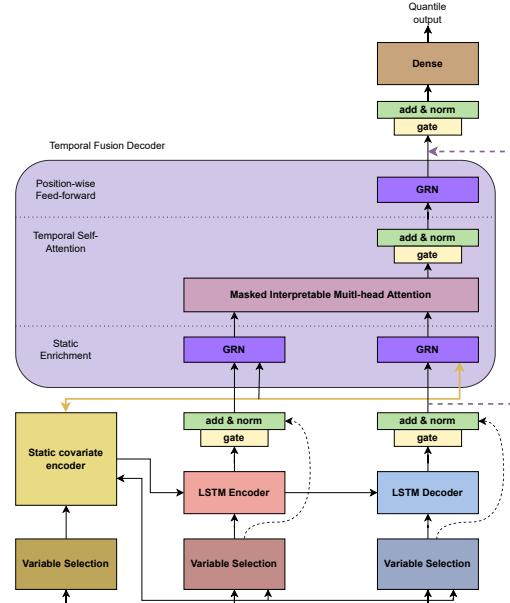 Quantile
output
Dense
add & norm
gate
Temporal Fusion Decoder
Position-wise
Feed-forward
GRN
Temporal Self-
Attention
add & norm
gate
Masked Interpretable Muitl-head Attention
Static
Enrichment
GRN
GRN
add & norm
gate
add & norm
gate
Static covariate
encoder
LSTM Encoder
LSTM Decoder
Variable Selection
Variable Selection
Variable Selection